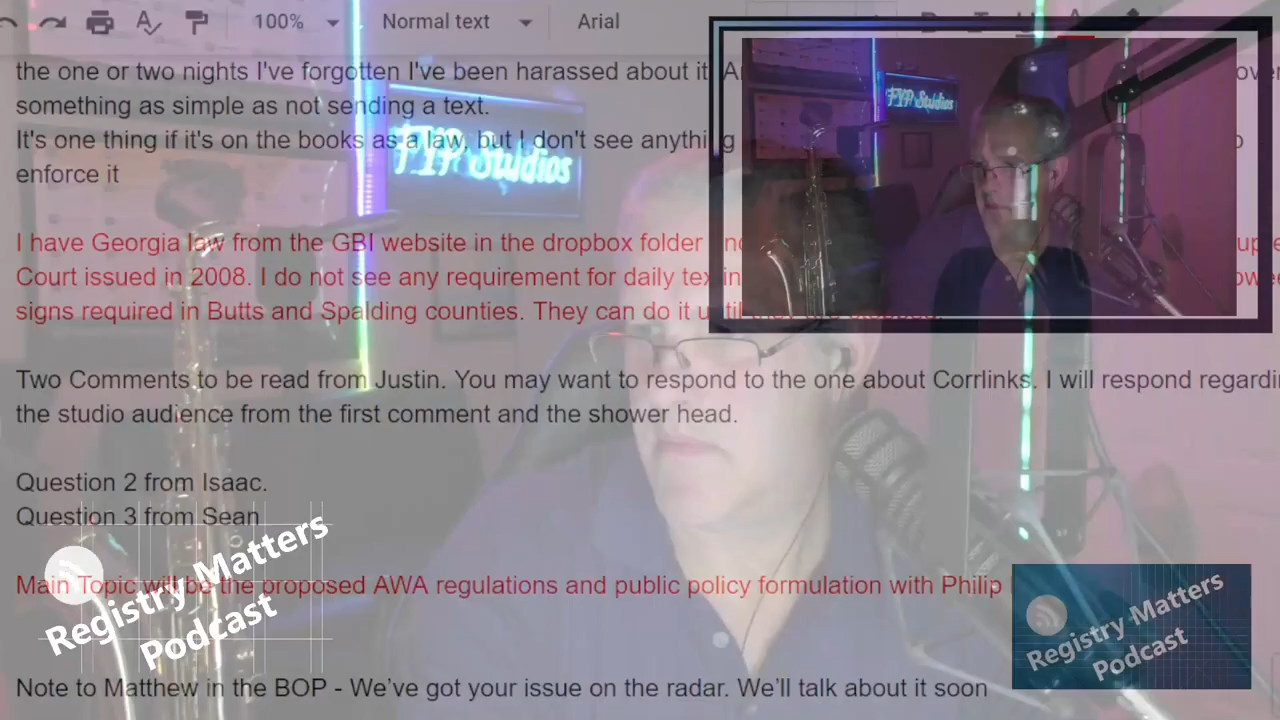 100% Normal text Arial
the one or two nights I've forgotten I've been harassed about it
something as simple as not sending a text.
It's one thing if it's on the books as a law, but I don't see anything
enforce it
I have Georgia law from the GBI website in the dropbox folder
Court issued in 2008. I do not see any requirement for daily
signs required in Butts and Spalding counties. They can do it until they
Two Comments to be read from Justin. You may want to respond to the one about Corrlinks. I will respond
the studio audience from the first comment and the shower head.
Question 2 from Isaac.
Question 3 from Sean
Main Topic will be the proposed AWA regulations and public policy formulation with Philip
Note to Matthew in the BOP - We've got your issue on the radar. We'll talk about it soon
FYP Studios
FYP Studios
Registry Matters
Podcast
Registry Matters
Podcast